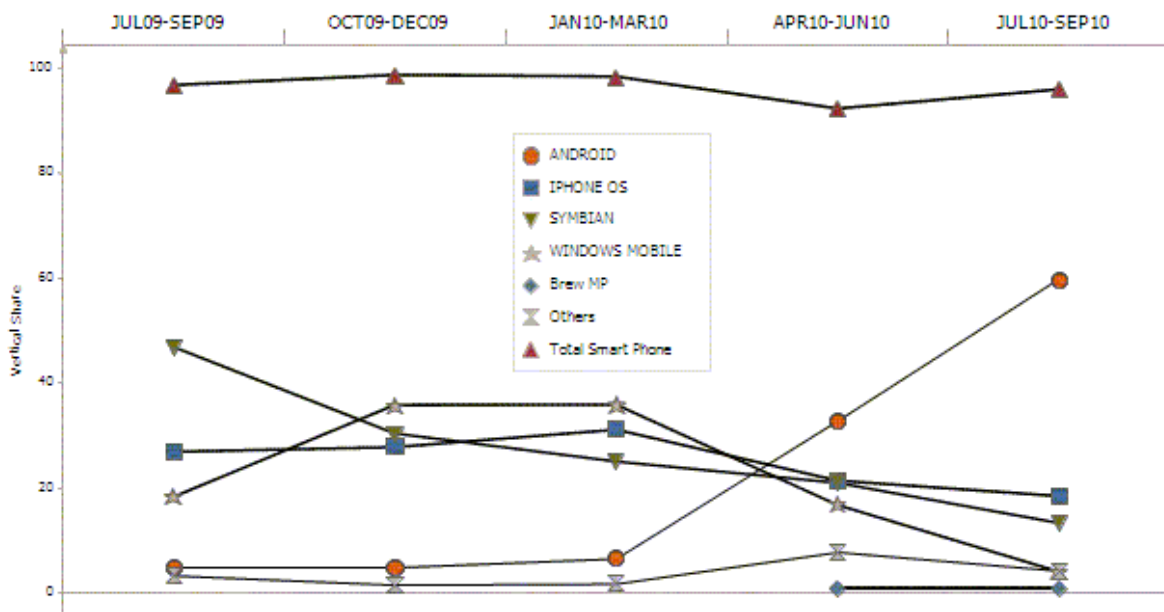 JUL09-SEP09 OCT09-DEC09 JAN10-MAR10 APR10-JUN10 JUL10-SEP10
100
80
60
40
20
0
Vertical Share
ANDROID
IPHONE OS
SYMBIAN
WINDOWS MOBILE
Brew MP
Others
Total Smart Phone